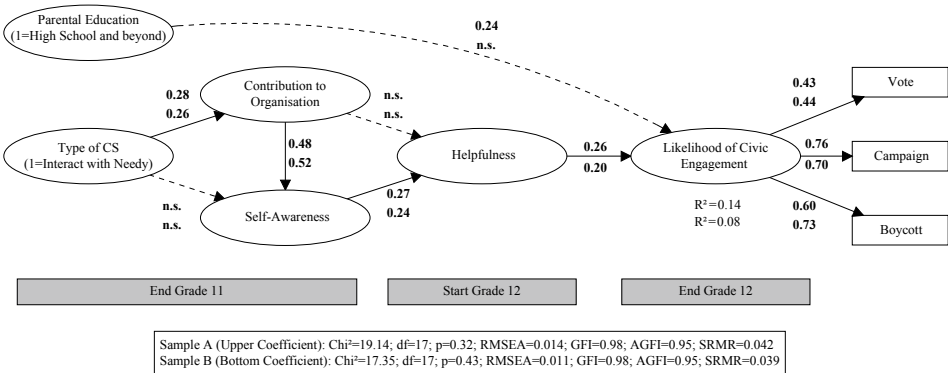 Parental Education
(1=High School and beyond)
0.24
n.s.
Contribution to
Organisation
0.28
0.26
n.s.
n.s.
0.43
0.44
Vote
Type of CS
(1=Interact with Needy)
0.48
0.52
Helpfulness
0.26
0.20
Likelihood of Civic
Engagement
0.76
0.70
Campaign
n.s.
n.s.
Self-Awareness
0.27
0.24
R²=0.14
R²=0.08
0.60
0.73
Boycott
End Grade 11
Start Grade 12
End Grade 12
Sample A (Upper Coefficient): Chi²=19.14; df=17; p=0.32; RMSEA=0.014; GFI=0.98; AGFI=0.95; SRMR=0.042
Sample B (Bottom Coefficient): Chi²=17.35; df=17; p=0.43; RMSEA=0.011; GFI=0.98; AGFI=0.95; SRMR=0.039